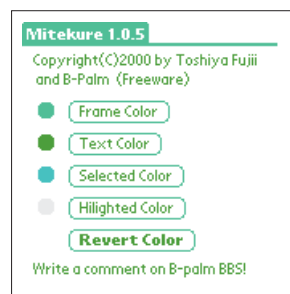 Mitekure 1.0.5
Copyright(C)2000 by Toshiya Fujii
and B-Palm (Freeware)
Frame Color
Text Color
Selected Color
Hilighted Color
Revert Color
Write a comment on B-palm BBS!